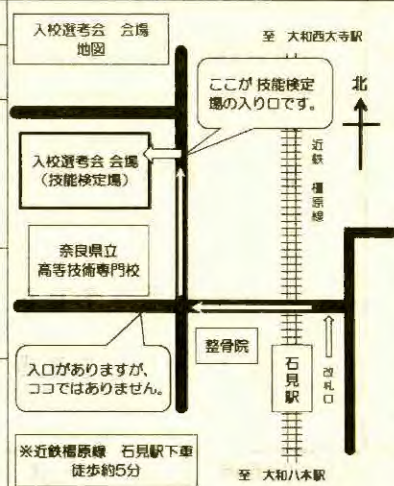 入校選考会 会場
地図
至 大和西大寺駅
ここが 技能検定
場の入り口です。
北
入校選考会 会場
(技能検定場)
近鉄 橿原線
奈良県立
高等技術専門校
整骨院
石見駅
改札口
入口がありますが、
ココではありません。
※近鉄橿原線 石見駅下車
徒歩約5分
至 大和八木駅